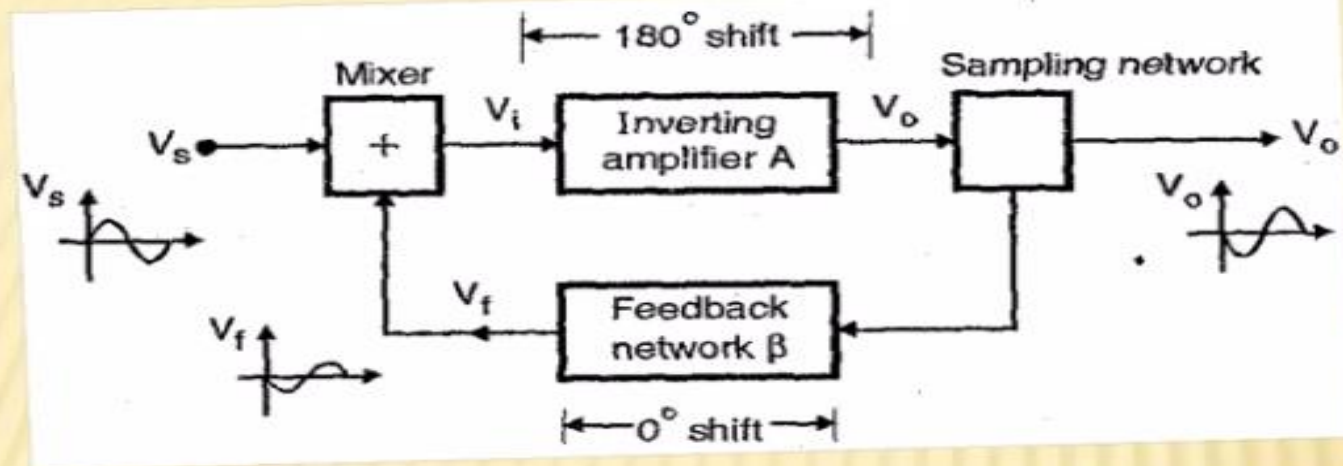 180° shift
Mixer
Sampling network
Vs
+
Vi
Inverting
amplifier A
Vo
Vo
Vs
Vo
Vf
Vf
Feedback
network β
0° shift